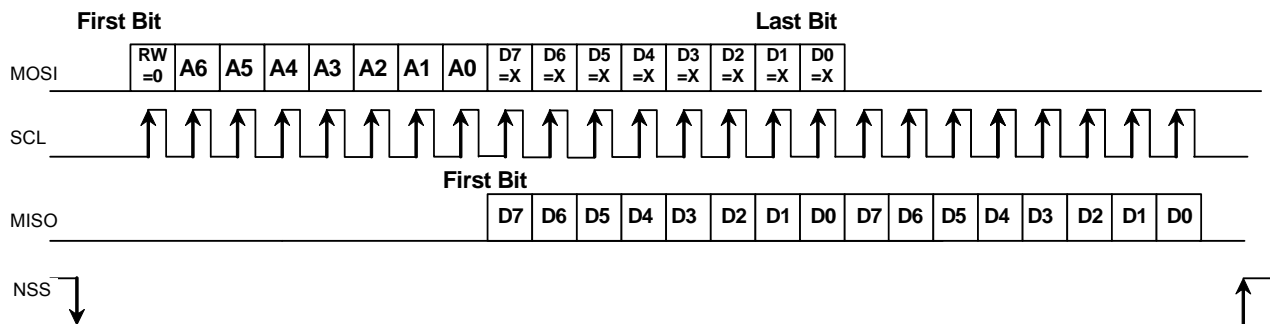 First Bit Last Bit
MOSI RW =0 A6 A5 A4 A3 A2 A1 A0 D7 =X D6 =X D5 =X D4 =X D3 =X D2 =X D1 =X D0 =X
SCL
First Bit
MISO D7 D6 D5 D4 D3 D2 D1 D0 D7 D6 D5 D4 D3 D2 D1 D0
NSS